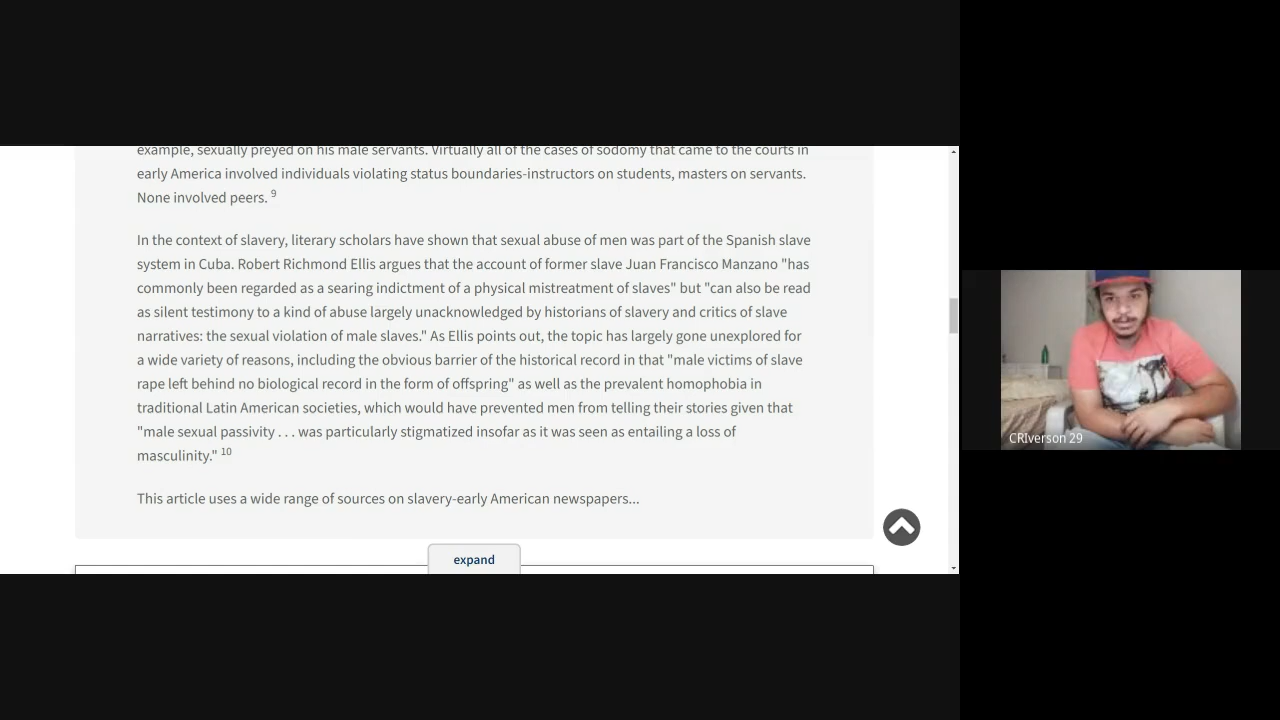 example, sexually preyed on his male servants. Virtually all of the cases of sodomy that came to the courts in
early America involved individuals violating status boundaries-instructors on students, masters on servants.
None involved peers. 9
In the context of slavery, literary scholars have shown that sexual abuse of men was part of the Spanish slave
system in Cuba. Robert Richmond Ellis argues that the account of former slave Juan Francisco Manzano "has
commonly been regarded as a searing indictment of a physical mistreatment of slaves" but "can also be read
as silent testimony to a kind of abuse largely unacknowledged by historians of slavery and critics of slave
narratives: the sexual violation of male slaves." As Ellis points out, the topic has largely gone unexplored for
a wide variety of reasons, including the obvious barrier of the historical record in that "male victims of slave
rape left behind no biological record in the form of offspring" as well as the prevalent homophobia in
traditional Latin American societies, which would have prevented men from telling their stories given that
"male sexual passivity . . . was particularly stigmatized insofar as it was seen as entailing a loss of
masculinity." 10
This article uses a wide range of sources on slavery-early American newspapers...
expand
CRIverson 29